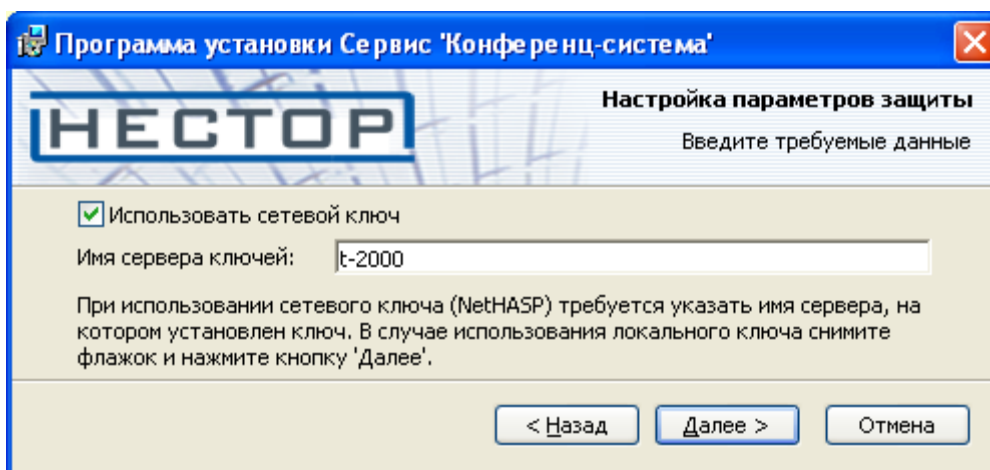 Программа установки Сервис 'Конференц-система'
НЕСТОР
Настройка параметров защиты
Введите требуемые данные
Использовать сетевой ключ
Имя сервера ключей: t-2000
При использовании сетевого ключа (NetHASP) требуется указать имя сервера, на
котором установлен ключ. В случае использования локального ключа снимите
флажок и нажмите кнопку 'Далее'.
< Назад Далее > Отмена